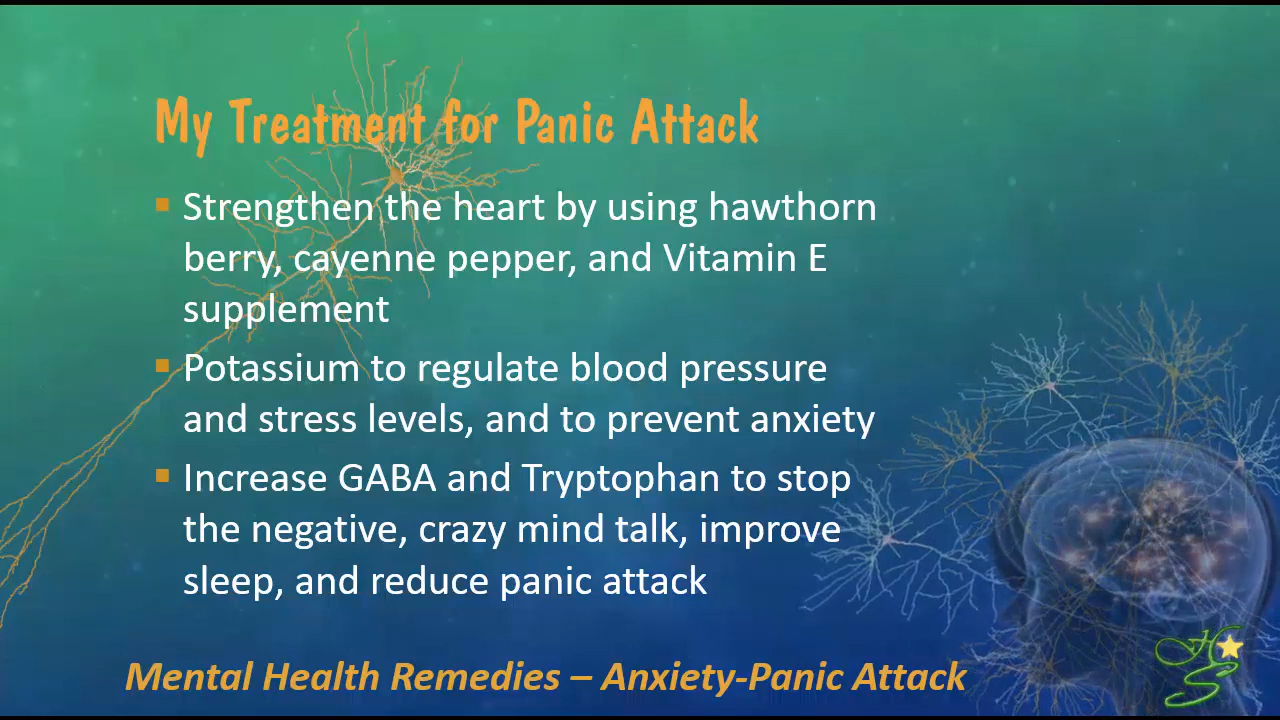 My Treatment for Panic Attack
Strengthen the heart by using hawthorn
berry, cayenne pepper, and Vitamin E
supplement
Potassium to regulate blood pressure
and stress levels, and to prevent anxiety
Increase GABA and Tryptophan to stop
the negative, crazy mind talk, improve
sleep, and reduce panic attack
Mental Health Remedies – Anxiety-Panic Attack
HS